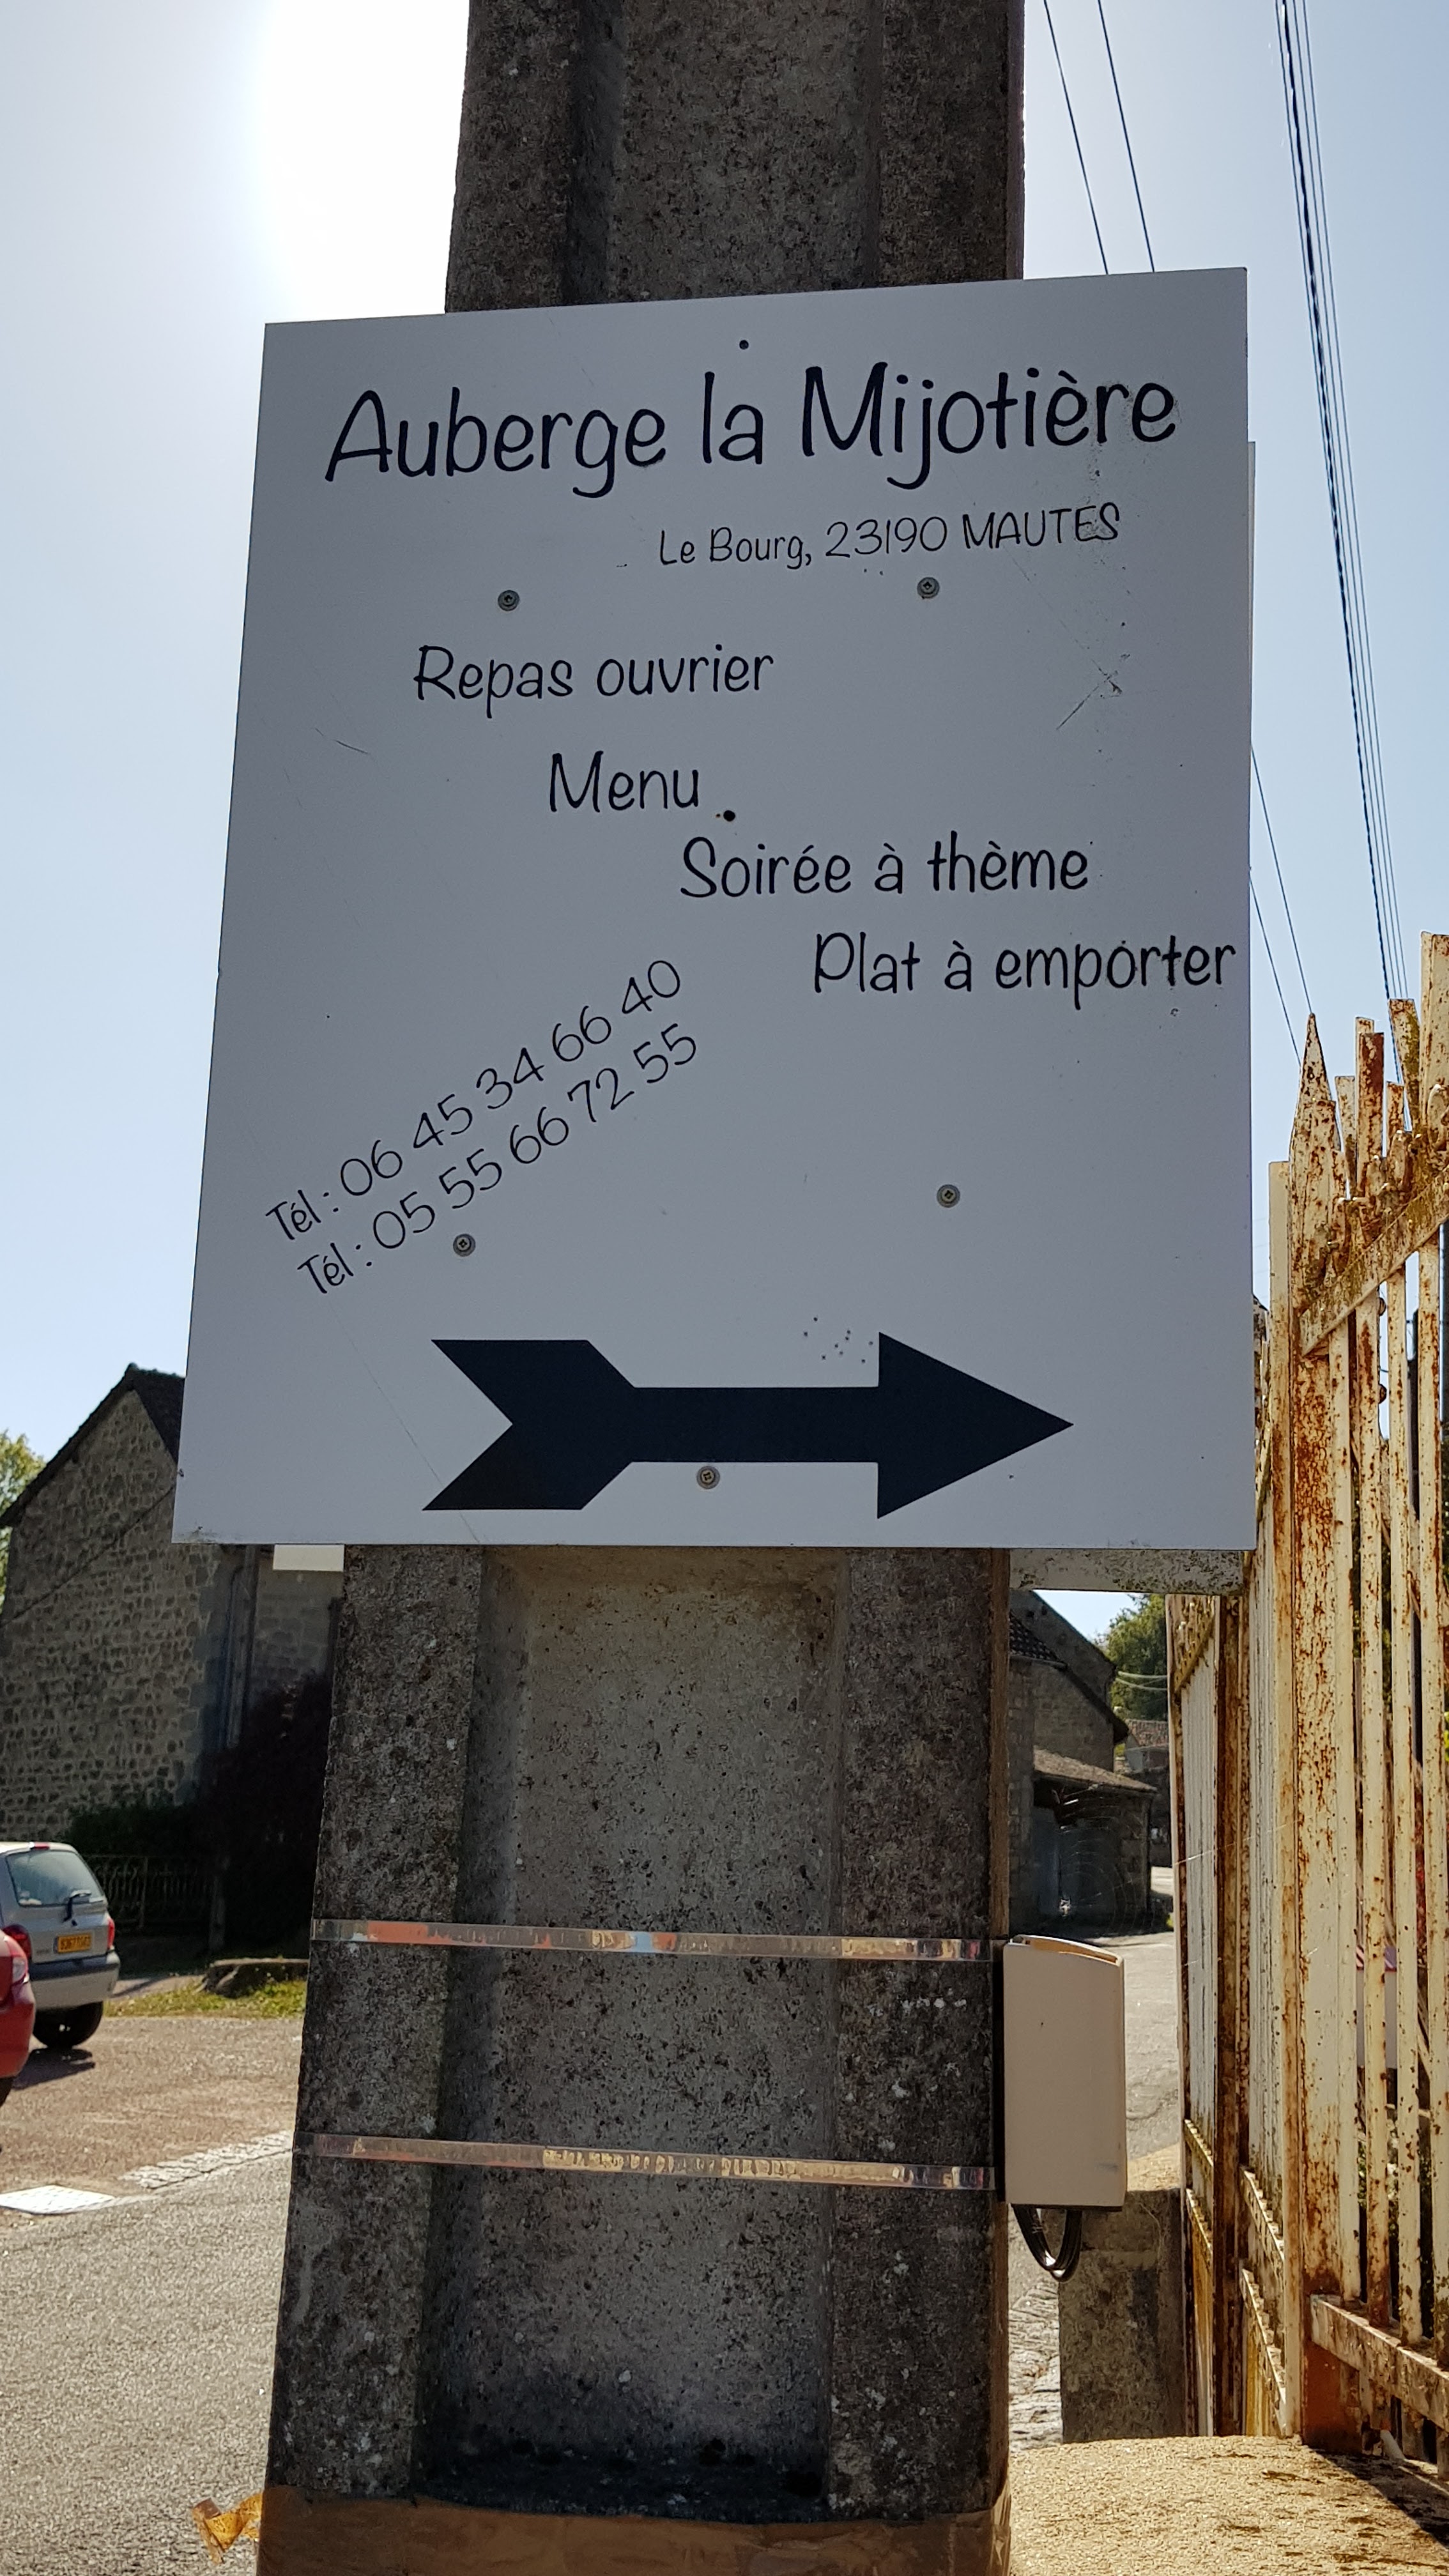 Auberge la Mijotière
Le Bourg, 23190 MAUTES
Repas ouvrier
Menu
Soirée à thème
Plat à emporter
Tél : 06 45 34 66 40
Tél : 05 55 66 72 55